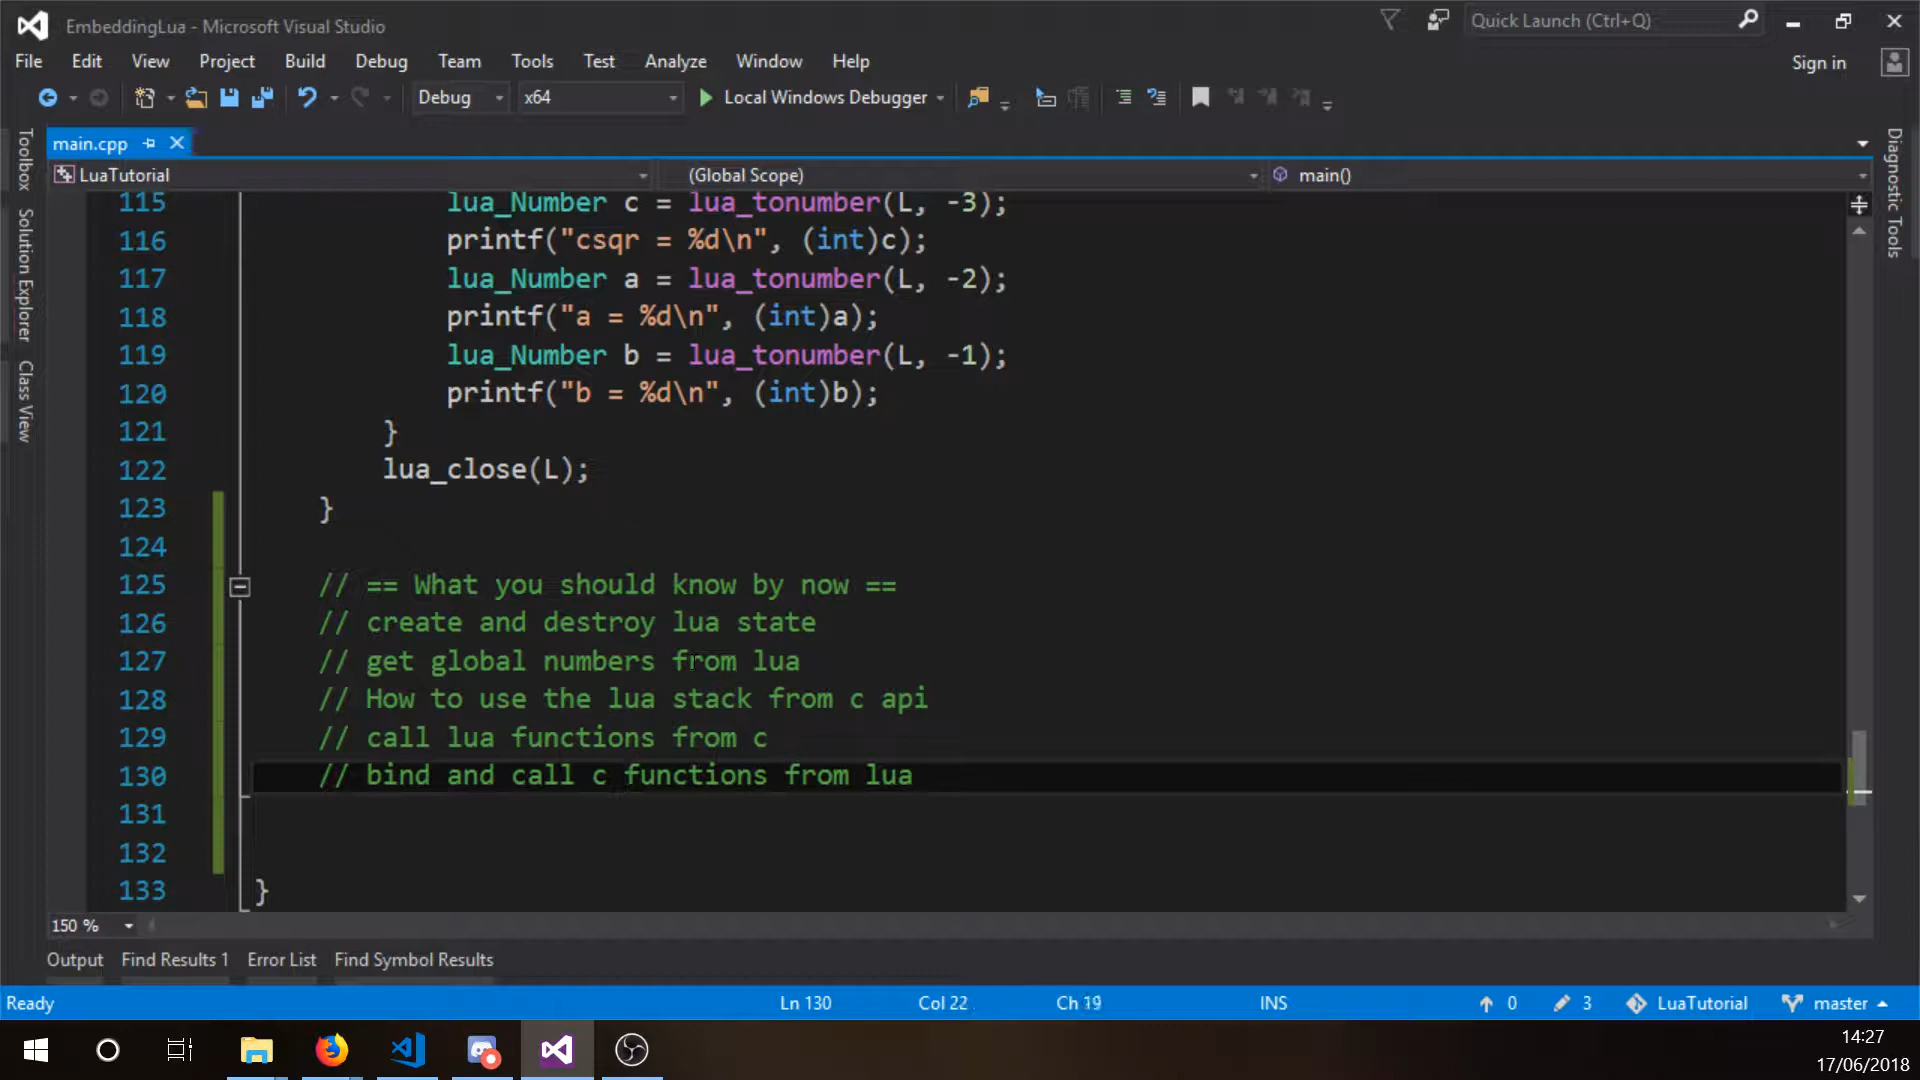 EmbeddingLua - Microsoft Visual Studio
Quick Launch (Ctrl+Q)
File Edit View Project Build Debug Team Tools Test Analyze Window Help
Sign in
Debug x64 Local Windows Debugger
main.cpp
LuaTutorial (Global Scope) main()
Toolbox
Solution Explorer
Class View
Diagnostic Tools
115 lua_Number c = lua_tonumber(L, -3);
116 printf("csqr = %d\n", (int)c);
117 lua_Number a = lua_tonumber(L, -2);
118 printf("a = %d\n", (int)a);
119 lua_Number b = lua_tonumber(L, -1);
120 printf("b = %d\n", (int)b);
121 }
122 lua_close(L);
123 }
124
125 // == What you should know by now ==
126 // create and destroy lua state
127 // get global numbers from lua
128 // How to use the lua stack from c api
129 // call lua functions from c
130 // bind and call c functions from lua
131
132
133 }
150 %
Output Find Results 1 Error List Find Symbol Results
Ready Ln 130 Col 22 Ch 19 INS 0 3 LuaTutorial master
14:27
17/06/2018